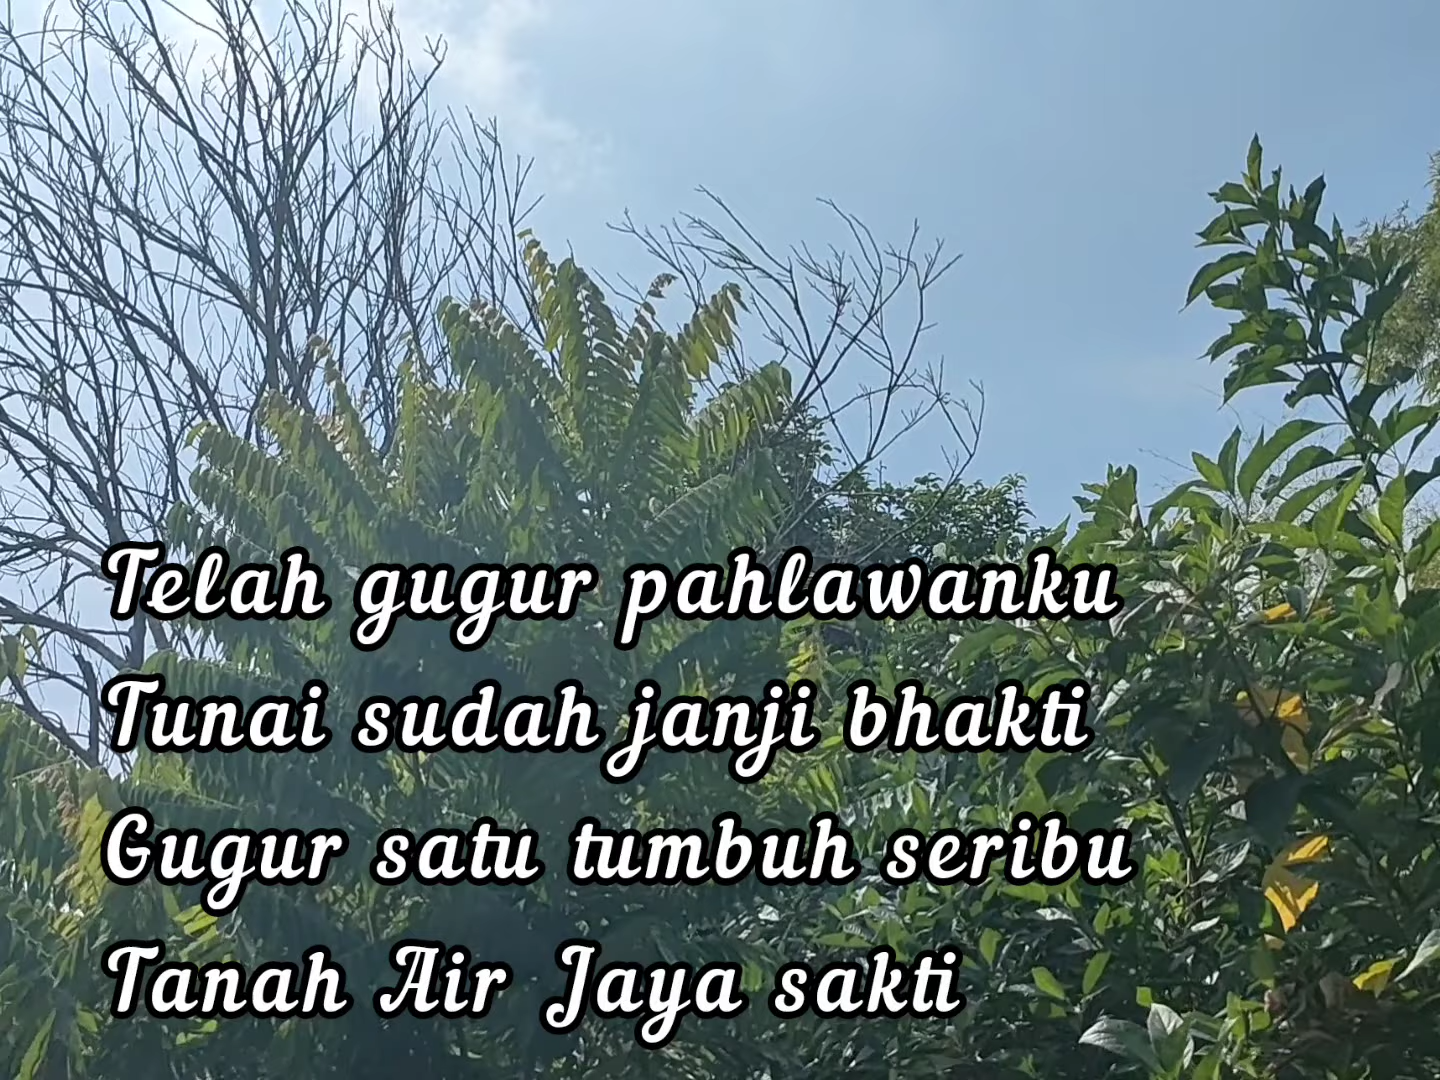 Telah gugur pahlawanku
Tunai sudah janji bhakti
Gugur satu tumbuh seribu
Tanah Air Jaya sakti